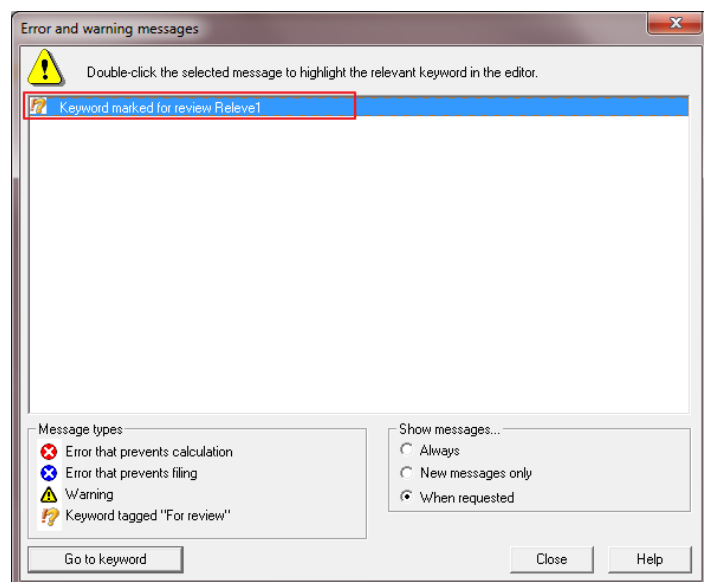 Error and warning messages
Double-click the selected message to highlight the relevant keyword in the editor.
Keyword marked for review Releve1
Message types
Error that prevents calculation
Error that prevents filing
Warning
Keyword tagged "For review"
Show messages...
Always
New messages only
When requested
Go to keyword
Close
Help